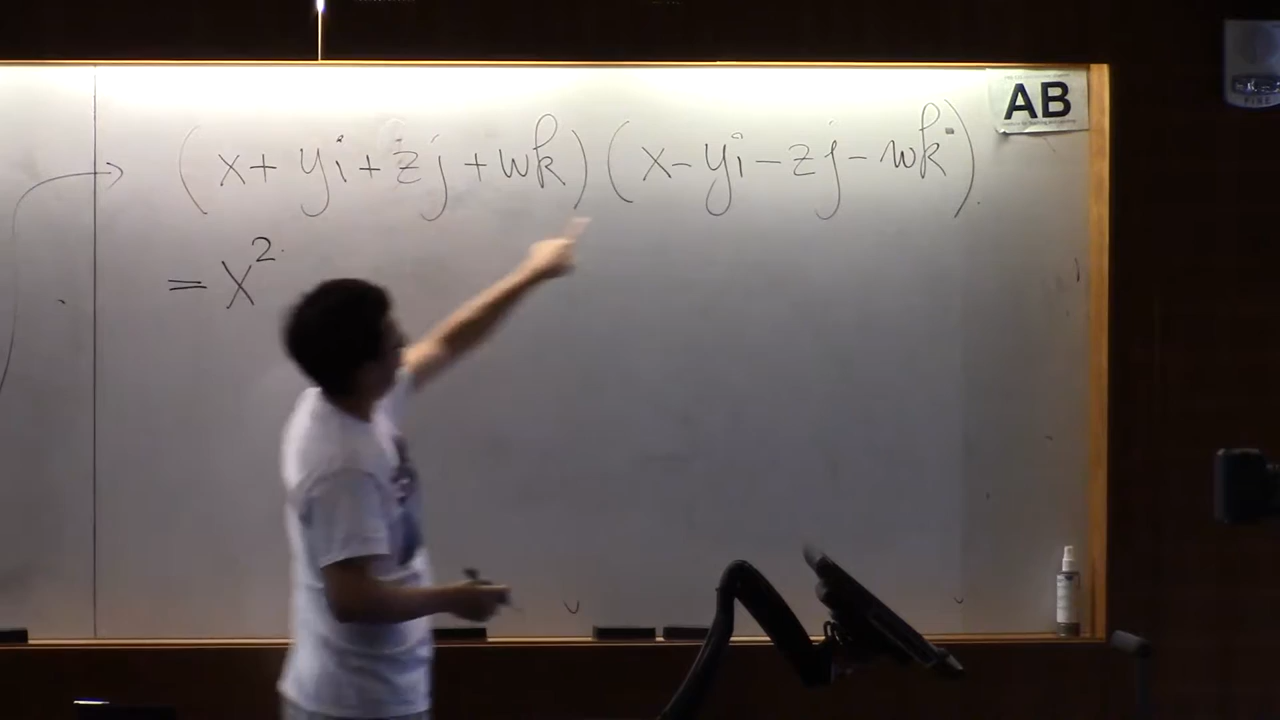 (x + yi + zj + wk)(x - yi - zj - wk)
= x²
AB